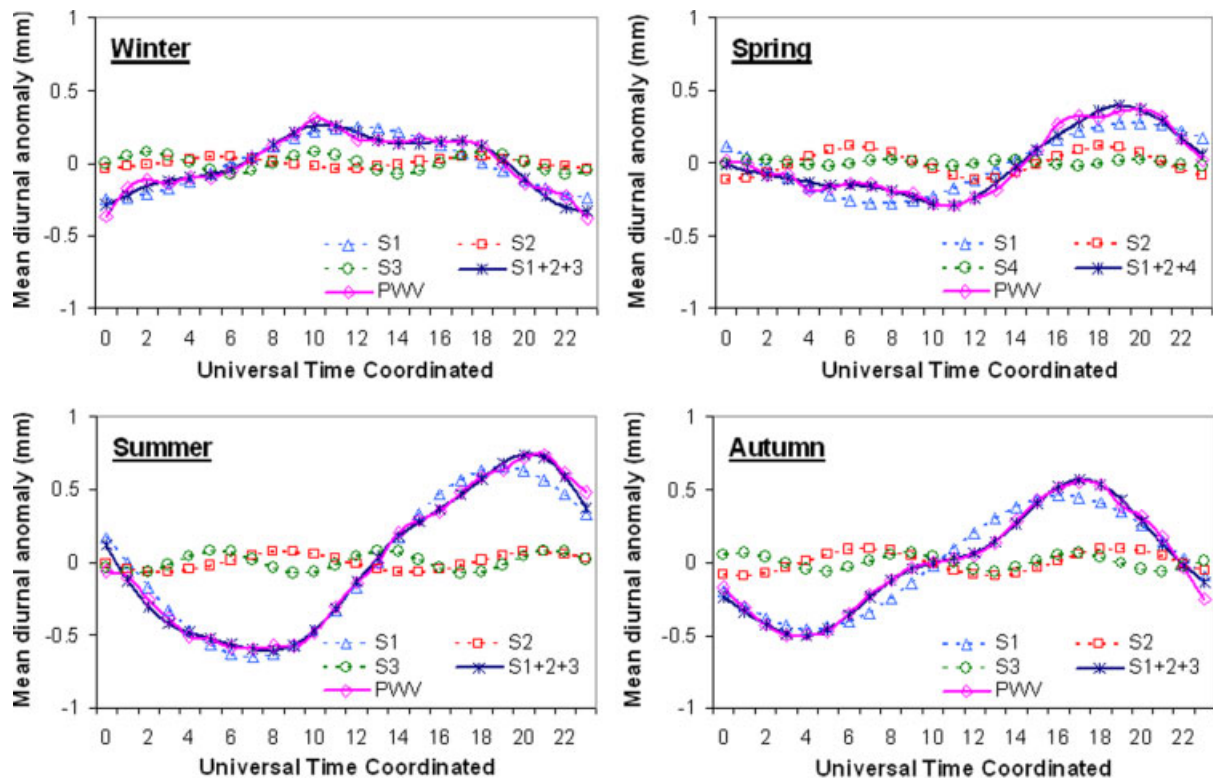 Winter
Mean diurnal anomaly (mm)
1
0.5
0
-0.5
-1
S1 S2
S3 S1+2+3
PWV
0 2 4 6 8 10 12 14 16 18 20 22
Universal Time Coordinated
Spring
Mean diurnal anomaly (mm)
1
0.5
0
-0.5
-1
S1 S2
S4 S1+2+4
PWV
0 2 4 6 8 10 12 14 16 18 20 22
Universal Time Coordinated
Summer
Mean diurnal anomaly (mm)
1
0.5
0
-0.5
-1
S1 S2
S3 S1+2+3
PWV
0 2 4 6 8 10 12 14 16 18 20 22
Universal Time Coordinated
Autumn
Mean diurnal anomaly (mm)
1
0.5
0
-0.5
-1
S1 S2
S3 S1+2+3
PWV
0 2 4 6 8 10 12 14 16 18 20 22
Universal Time Coordinated